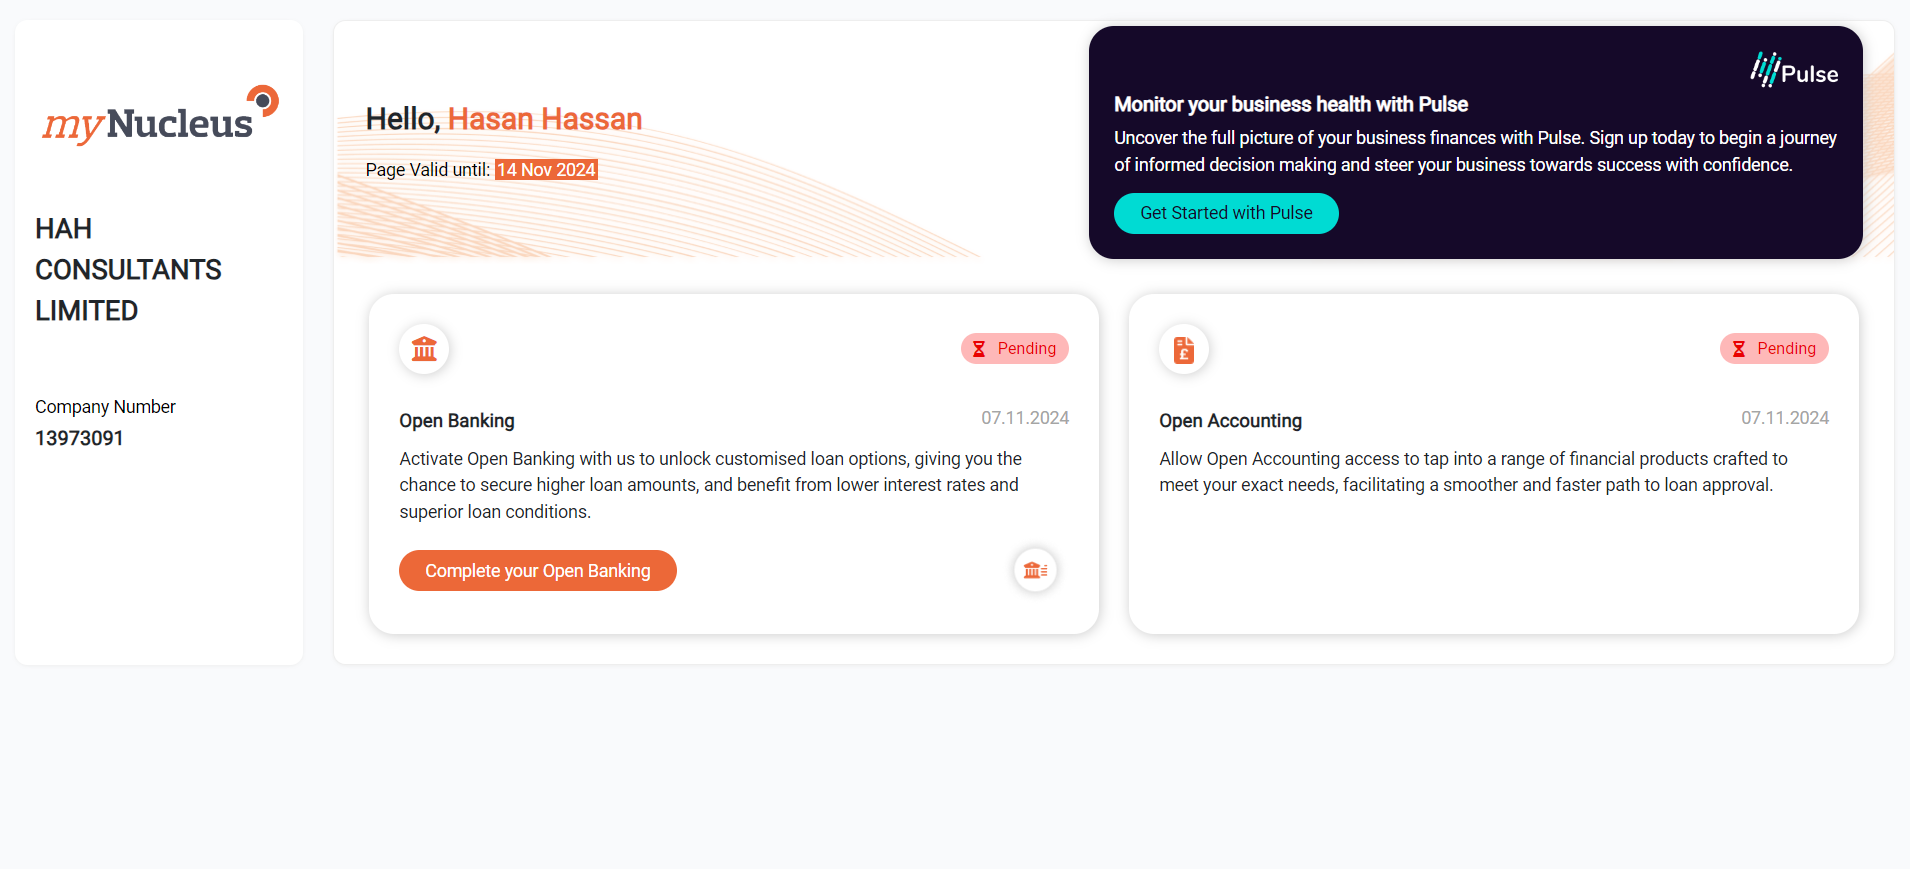 myNucleus
HAH
CONSULTANTS
LIMITED
Company Number
13973091
Hello, Hasan Hassan
Page Valid until: 14 Nov 2024
Pulse
Monitor your business health with Pulse
Uncover the full picture of your business finances with Pulse. Sign up today to begin a journey
of informed decision making and steer your business towards success with confidence.
Get Started with Pulse
Pending
Open Banking
07.11.2024
Activate Open Banking with us to unlock customised loan options, giving you the
chance to secure higher loan amounts, and benefit from lower interest rates and
superior loan conditions.
Complete your Open Banking
£
Pending
Open Accounting
07.11.2024
Allow Open Accounting access to tap into a range of financial products crafted to
meet your exact needs, facilitating a smoother and faster path to loan approval.